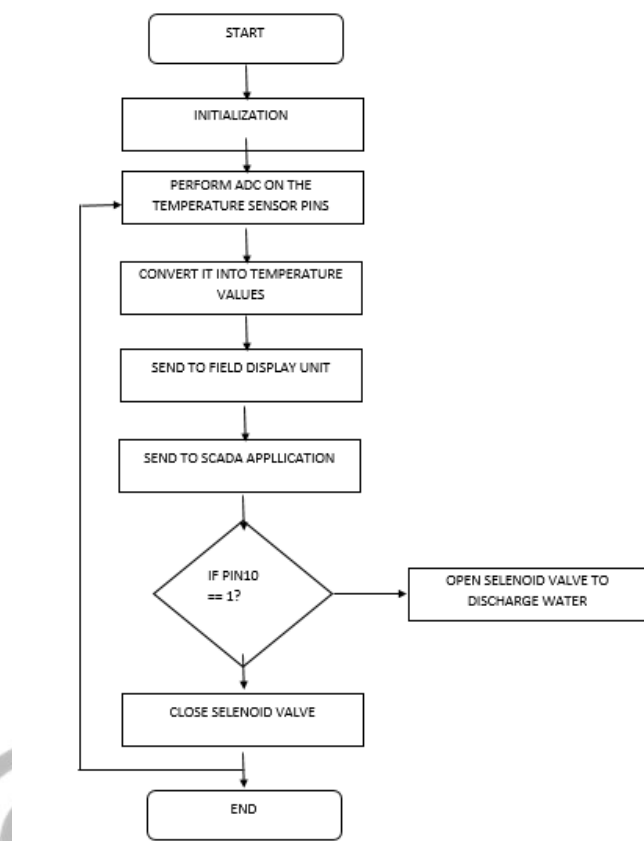 START
INITIALIZATION
PERFORM ADC ON THE
TEMPERATURE SENSOR PINS
CONVERT IT INTO TEMPERATURE
VALUES
SEND TO FIELD DISPLAY UNIT
SEND TO SCADA APPLLICATION
IF PIN10
== 1?
OPEN SELENOID VALVE TO
DISCHARGE WATER
CLOSE SELENOID VALVE
END